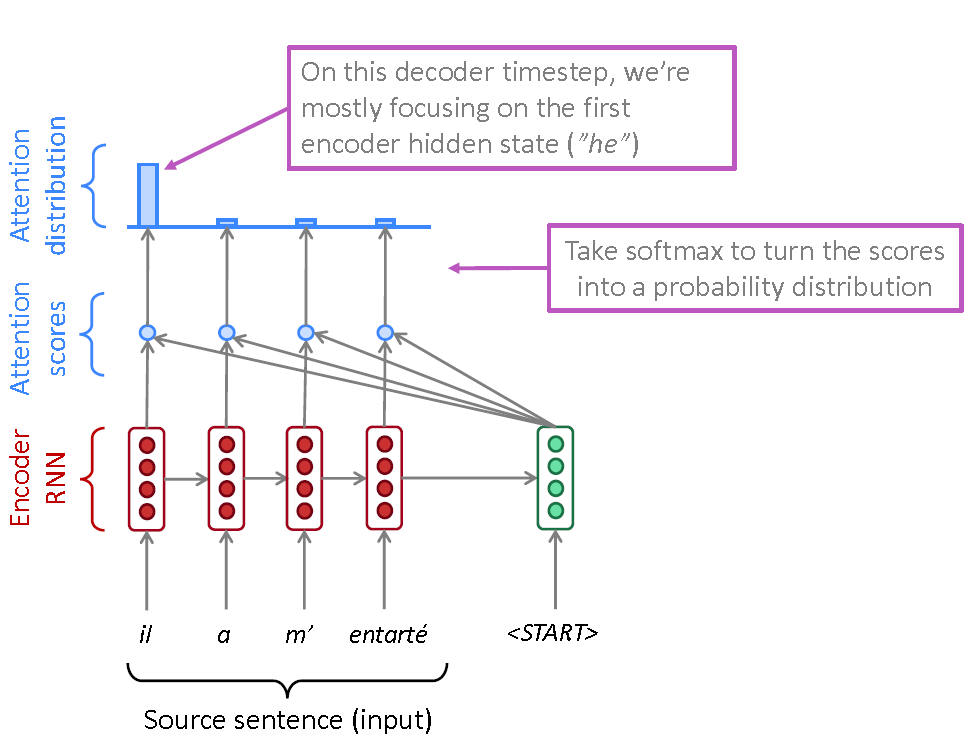 On this decoder timestep, we’re
mostly focusing on the first
encoder hidden state (”he”)
Attention
distribution
Take softmax to turn the scores
into a probability distribution
Attention
scores
Encoder
RNN
il a m’ entarté <START>
Source sentence (input)